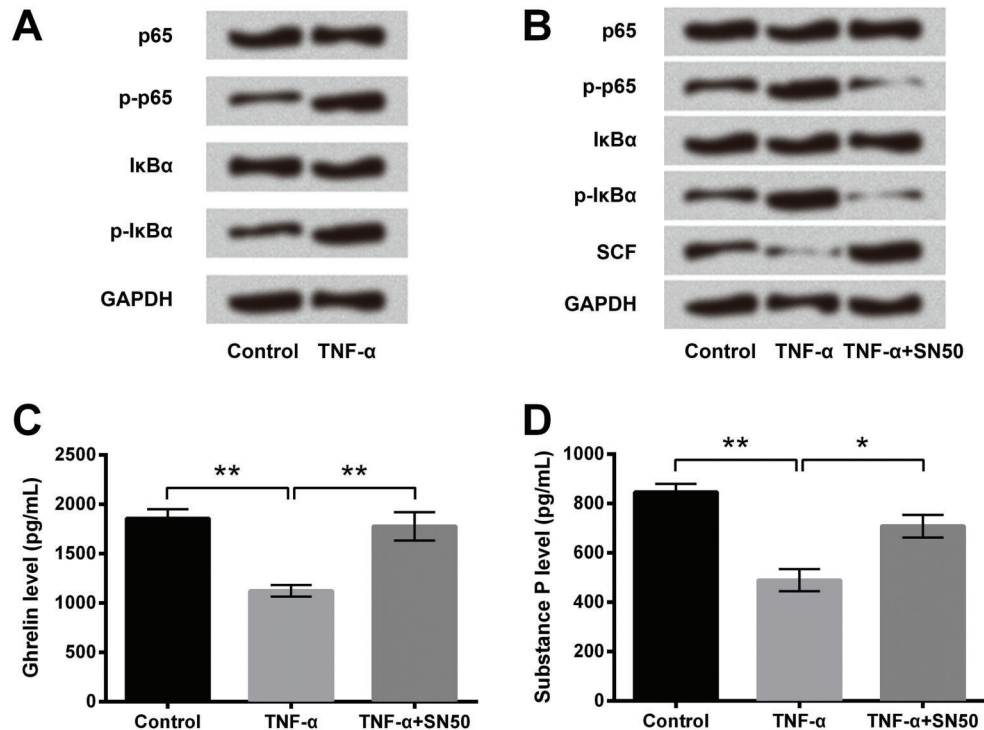 A
p65
p-p65
IκBα
p-IκBα
GAPDH
Control TNF-α
B
p65
p-p65
IκBα
p-IκBα
SCF
GAPDH
Control TNF-α TNF-α+SN50
C
Ghrelin level (pg/mL)
2500
2000
1500
1000
500
0
** **
Control TNF-α TNF-α+SN50
D
Substance P level (pg/mL)
1000
800
600
400
200
0
** *
Control TNF-α TNF-α+SN50